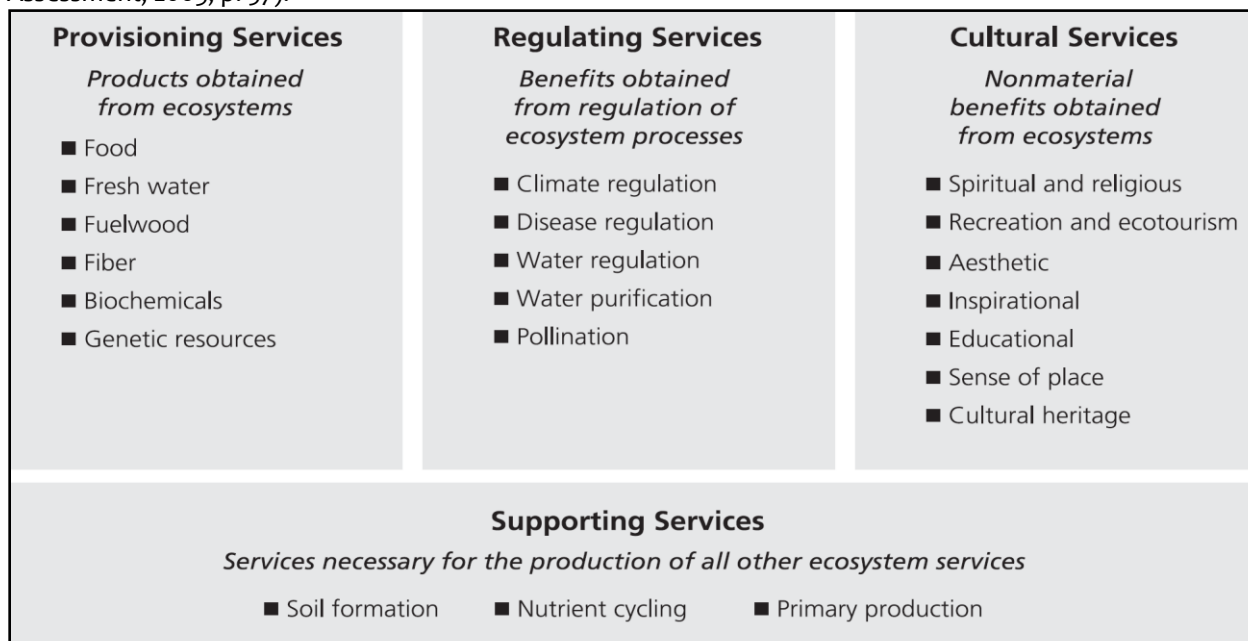 Assessment, 2003, p. 57).
Provisioning Services
Products obtained
from ecosystems
■ Food
■ Fresh water
■ Fuelwood
■ Fiber
■ Biochemicals
■ Genetic resources
Regulating Services
Benefits obtained
from regulation of
ecosystem processes
■ Climate regulation
■ Disease regulation
■ Water regulation
■ Water purification
■ Pollination
Cultural Services
Nonmaterial
benefits obtained
from ecosystems
■ Spiritual and religious
■ Recreation and ecotourism
■ Aesthetic
■ Inspirational
■ Educational
■ Sense of place
■ Cultural heritage
Supporting Services
Services necessary for the production of all other ecosystem services
■ Soil formation ■ Nutrient cycling ■ Primary production